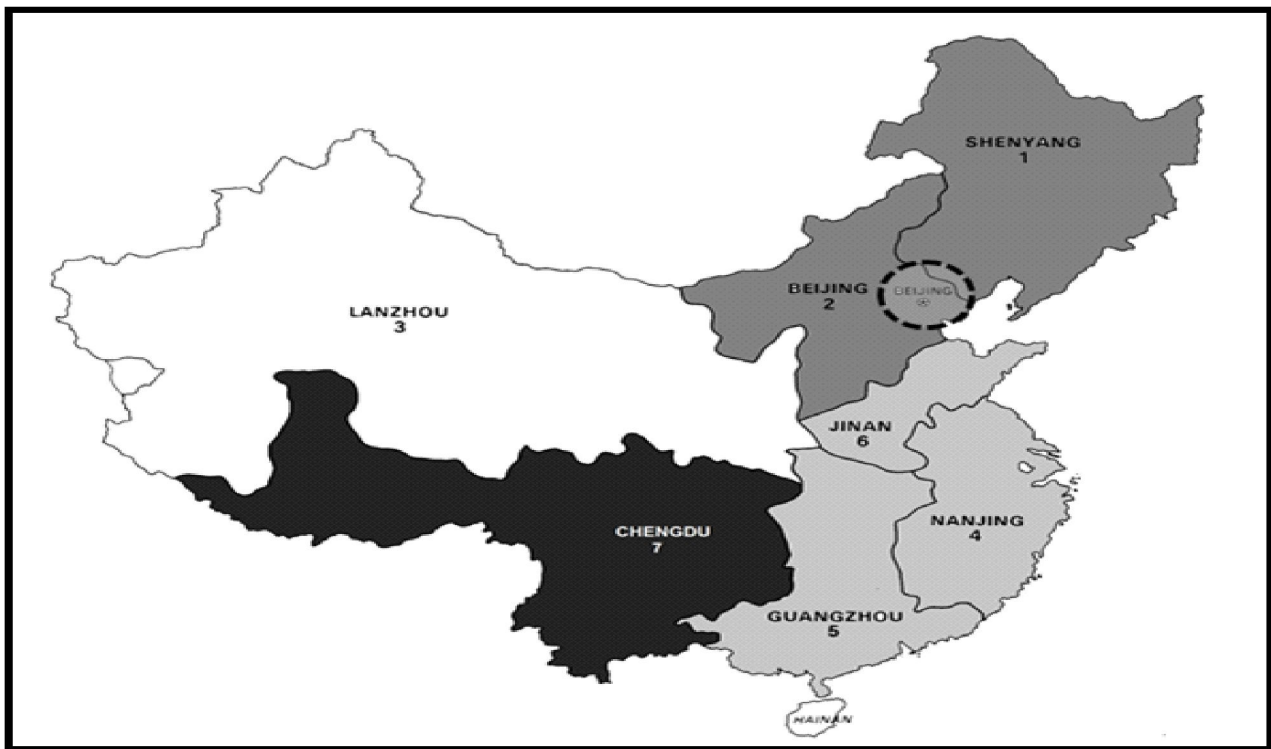 SHENYANG
1
BEIJING
2
BEIJING
LANZHOU
3
JINAN
6
NANJING
4
CHENGDU
7
GUANGZHOU
5
HAINAN